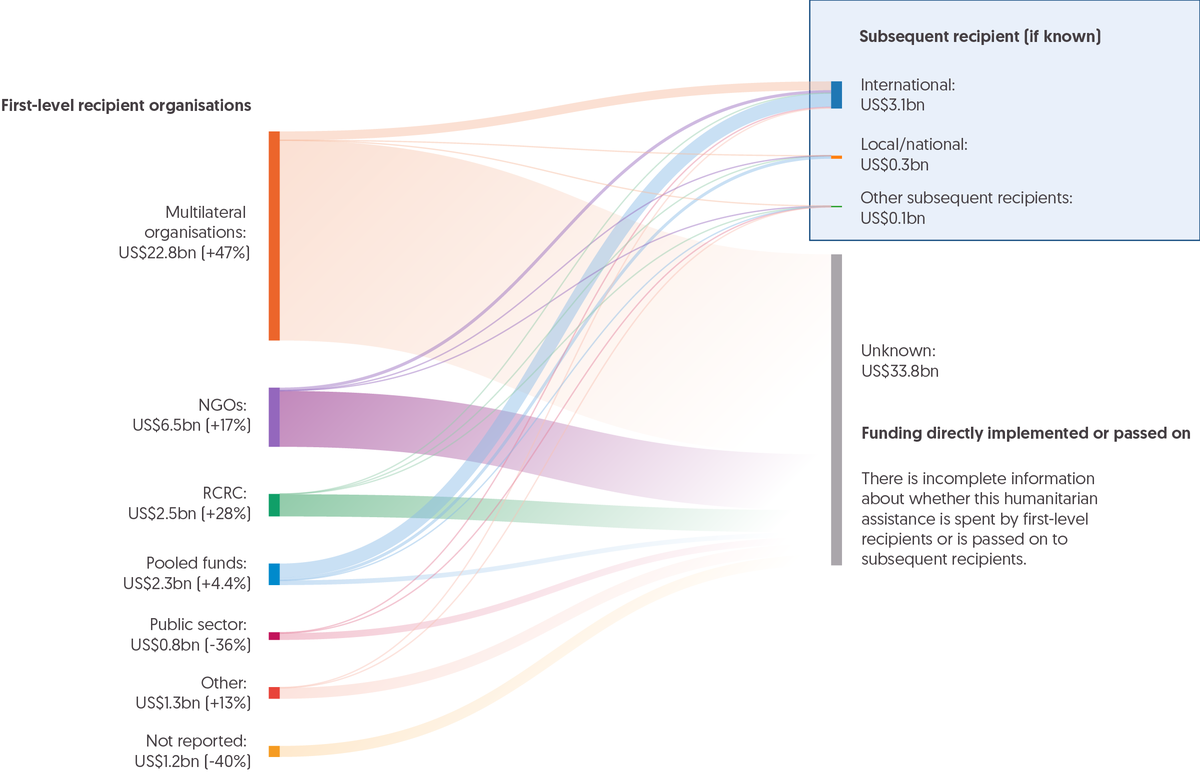 First-level recipient organisations
Multilateral
organisations:
US$22.8bn (+47%)
NGOs:
US$6.5bn (+17%)
RCRC:
US$2.5bn (+28%)
Pooled funds:
US$2.3bn (+4.4%)
Public sector:
US$0.8bn (-36%)
Other:
US$1.3bn (+13%)
Not reported:
US$1.2bn (-40%)
Subsequent recipient (if known)
International:
US$3.1bn
Local/national:
US$0.3bn
Other subsequent recipients:
US$0.1bn
Unknown:
US$33.8bn
Funding directly implemented or passed on
There is incomplete information
about whether this humanitarian
assistance is spent by first-level
recipients or is passed on to
subsequent recipients.